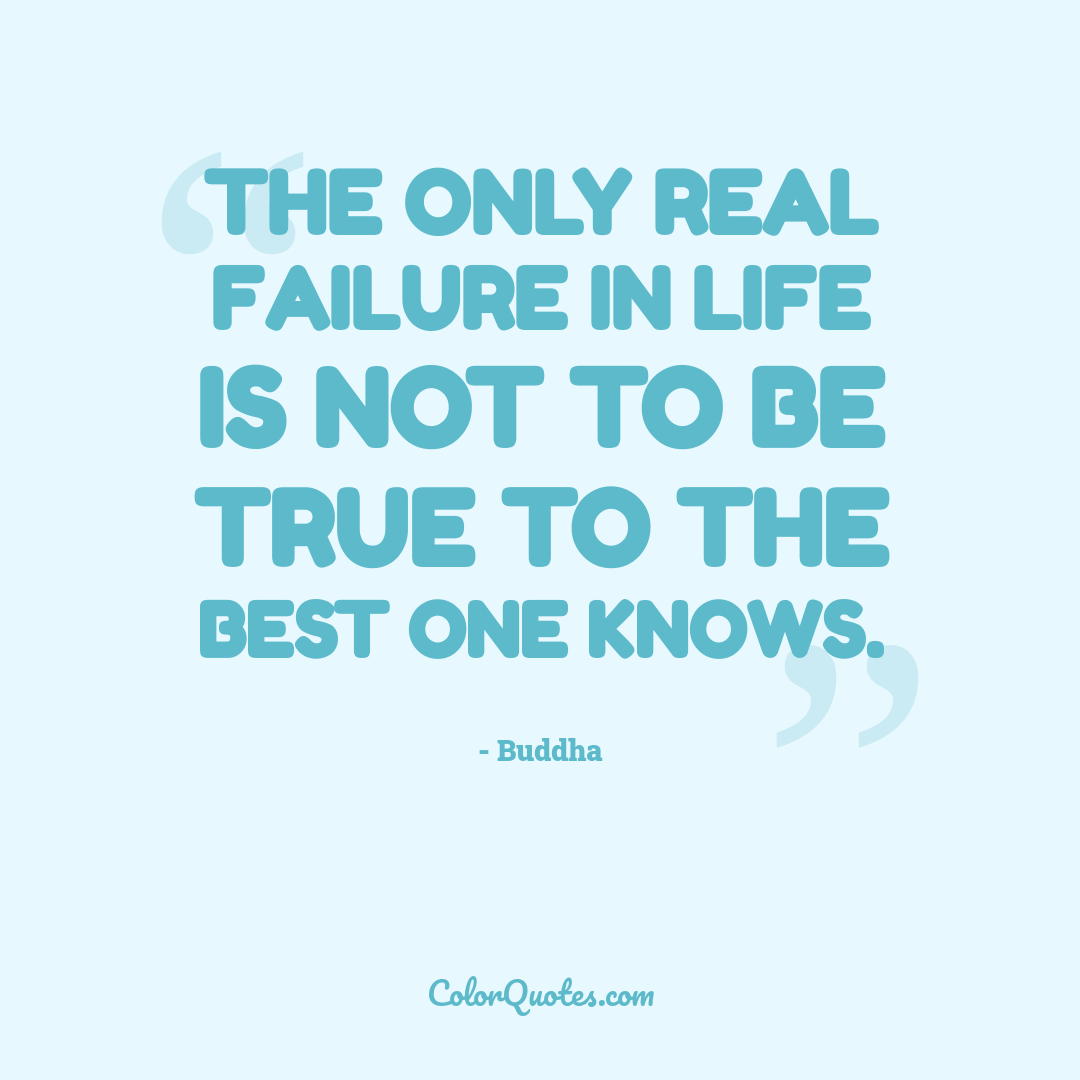 “THE ONLY REAL
FAILURE IN LIFE
IS NOT TO BE
TRUE TO THE
BEST ONE KNOWS.”
- Buddha
ColorQuotes.com